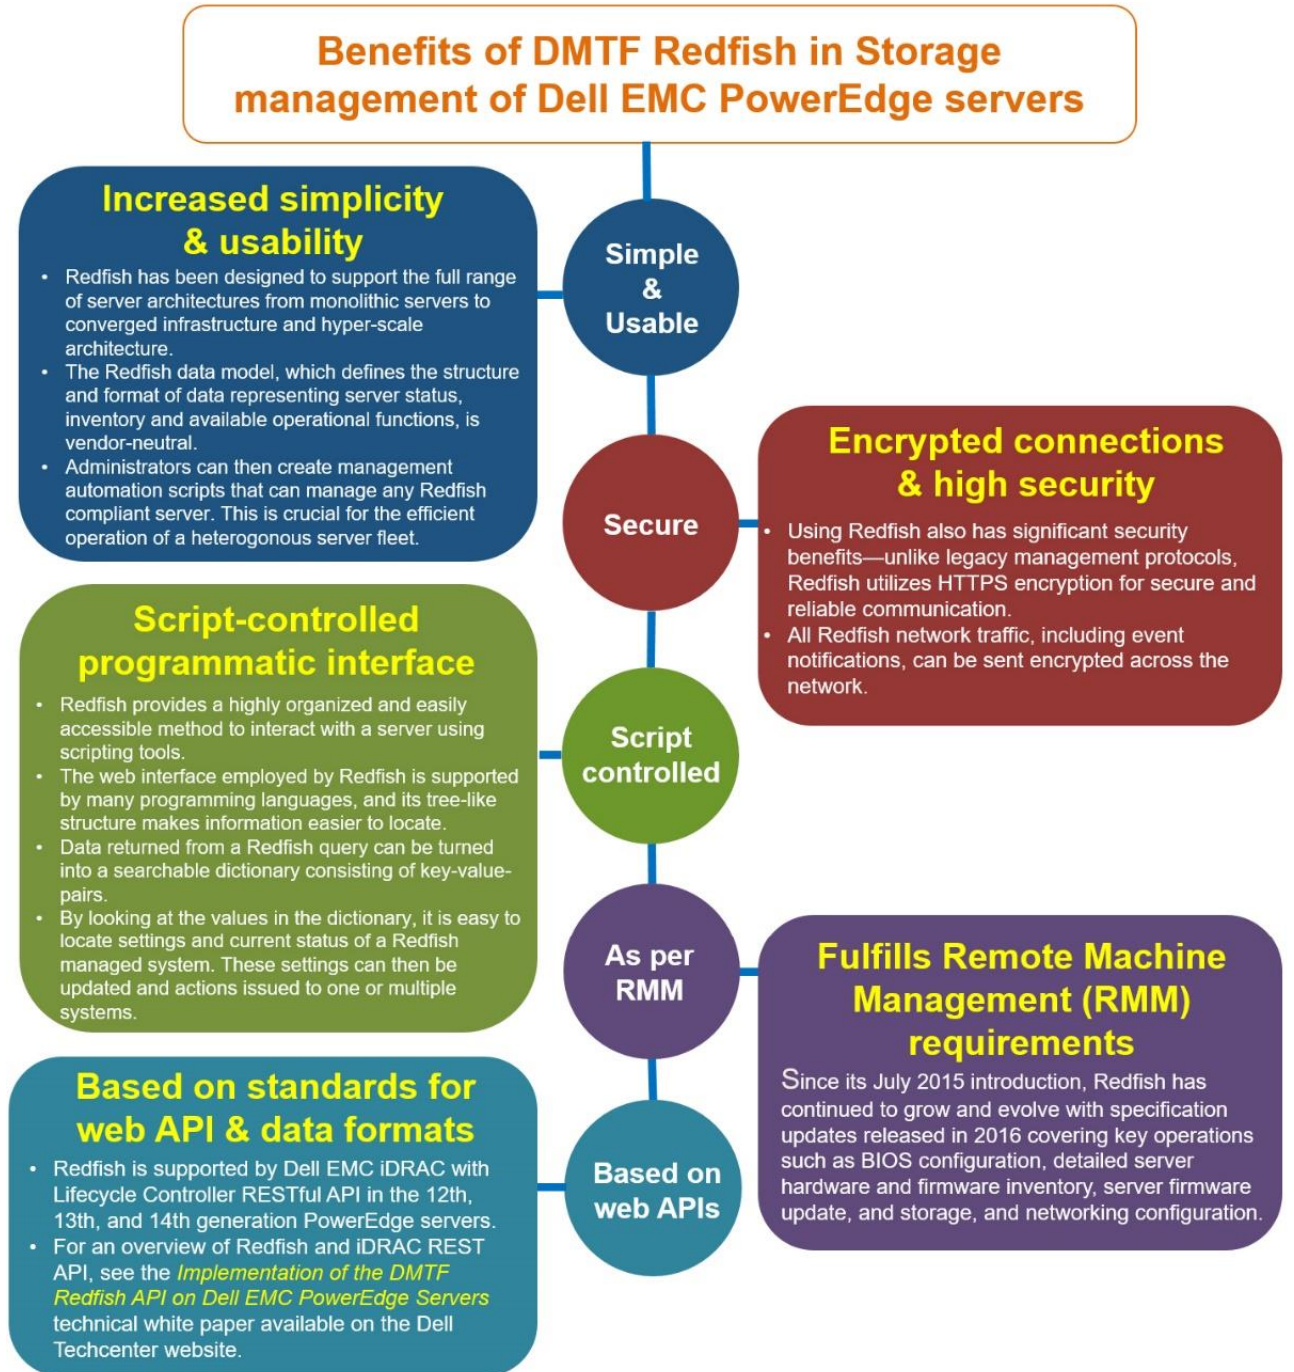 Benefits of DMTF Redfish in Storage
management of Dell EMC PowerEdge servers
Increased simplicity
& usability
• Redfish has been designed to support the full range
of server architectures from monolithic servers to
converged infrastructure and hyper-scale
architecture.
• The Redfish data model, which defines the structure
and format of data representing server status,
inventory and available operational functions, is
vendor-neutral.
• Administrators can then create management
automation scripts that can manage any Redfish
compliant server. This is crucial for the efficient
operation of a heterogonous server fleet.
Simple
&
Usable
Secure
Encrypted connections
& high security
• Using Redfish also has significant security
benefits—unlike legacy management protocols,
Redfish utilizes HTTPS encryption for secure and
reliable communication.
• All Redfish network traffic, including event
notifications, can be sent encrypted across the
network.
Script-controlled
programmatic interface
• Redfish provides a highly organized and easily
accessible method to interact with a server using
scripting tools.
• The web interface employed by Redfish is supported
by many programming languages, and its tree-like
structure makes information easier to locate.
• Data returned from a Redfish query can be turned
into a searchable dictionary consisting of key-value-
pairs.
• By looking at the values in the dictionary, it is easy to
locate settings and current status of a Redfish
managed system. These settings can then be
updated and actions issued to one or multiple
systems.
Script
controlled
As per
RMM
Fulfills Remote Machine
Management (RMM)
requirements
Since its July 2015 introduction, Redfish has
continued to grow and evolve with specification
updates released in 2016 covering key operations
such as BIOS configuration, detailed server
hardware and firmware inventory, server firmware
update, and storage, and networking configuration.
Based on standards for
web API & data formats
• Redfish is supported by Dell EMC iDRAC with
Lifecycle Controller RESTful API in the 12th,
13th, and 14th generation PowerEdge servers.
• For an overview of Redfish and iDRAC REST
API, see the Implementation of the DMTF
Redfish API on Dell EMC PowerEdge Servers
technical white paper available on the Dell
Techcenter website.
Based on
web APIs